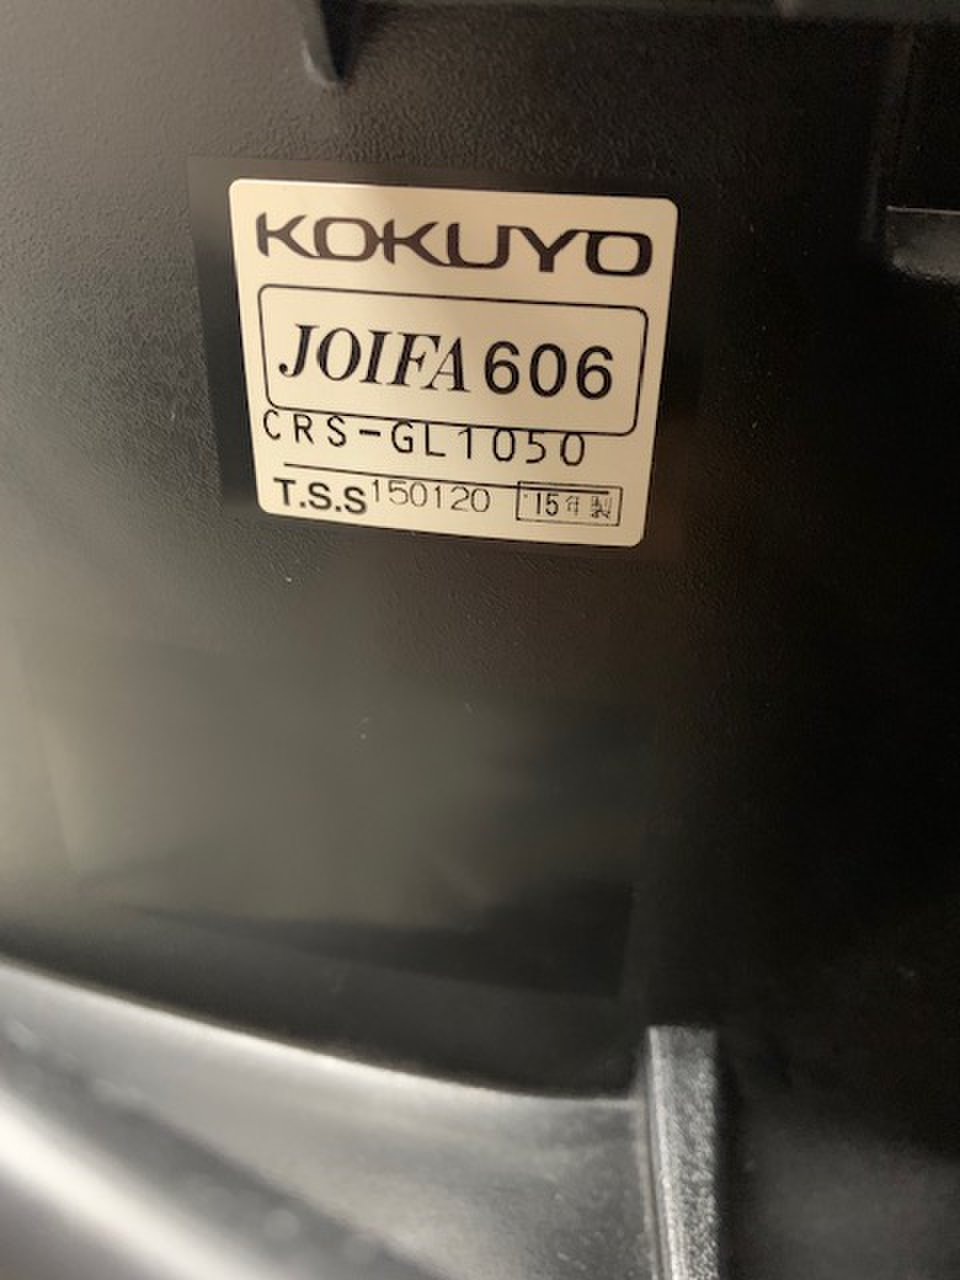 KOKUYO
JOIFA 606
CRS-GL1050
T.S.S 150120 '15年製